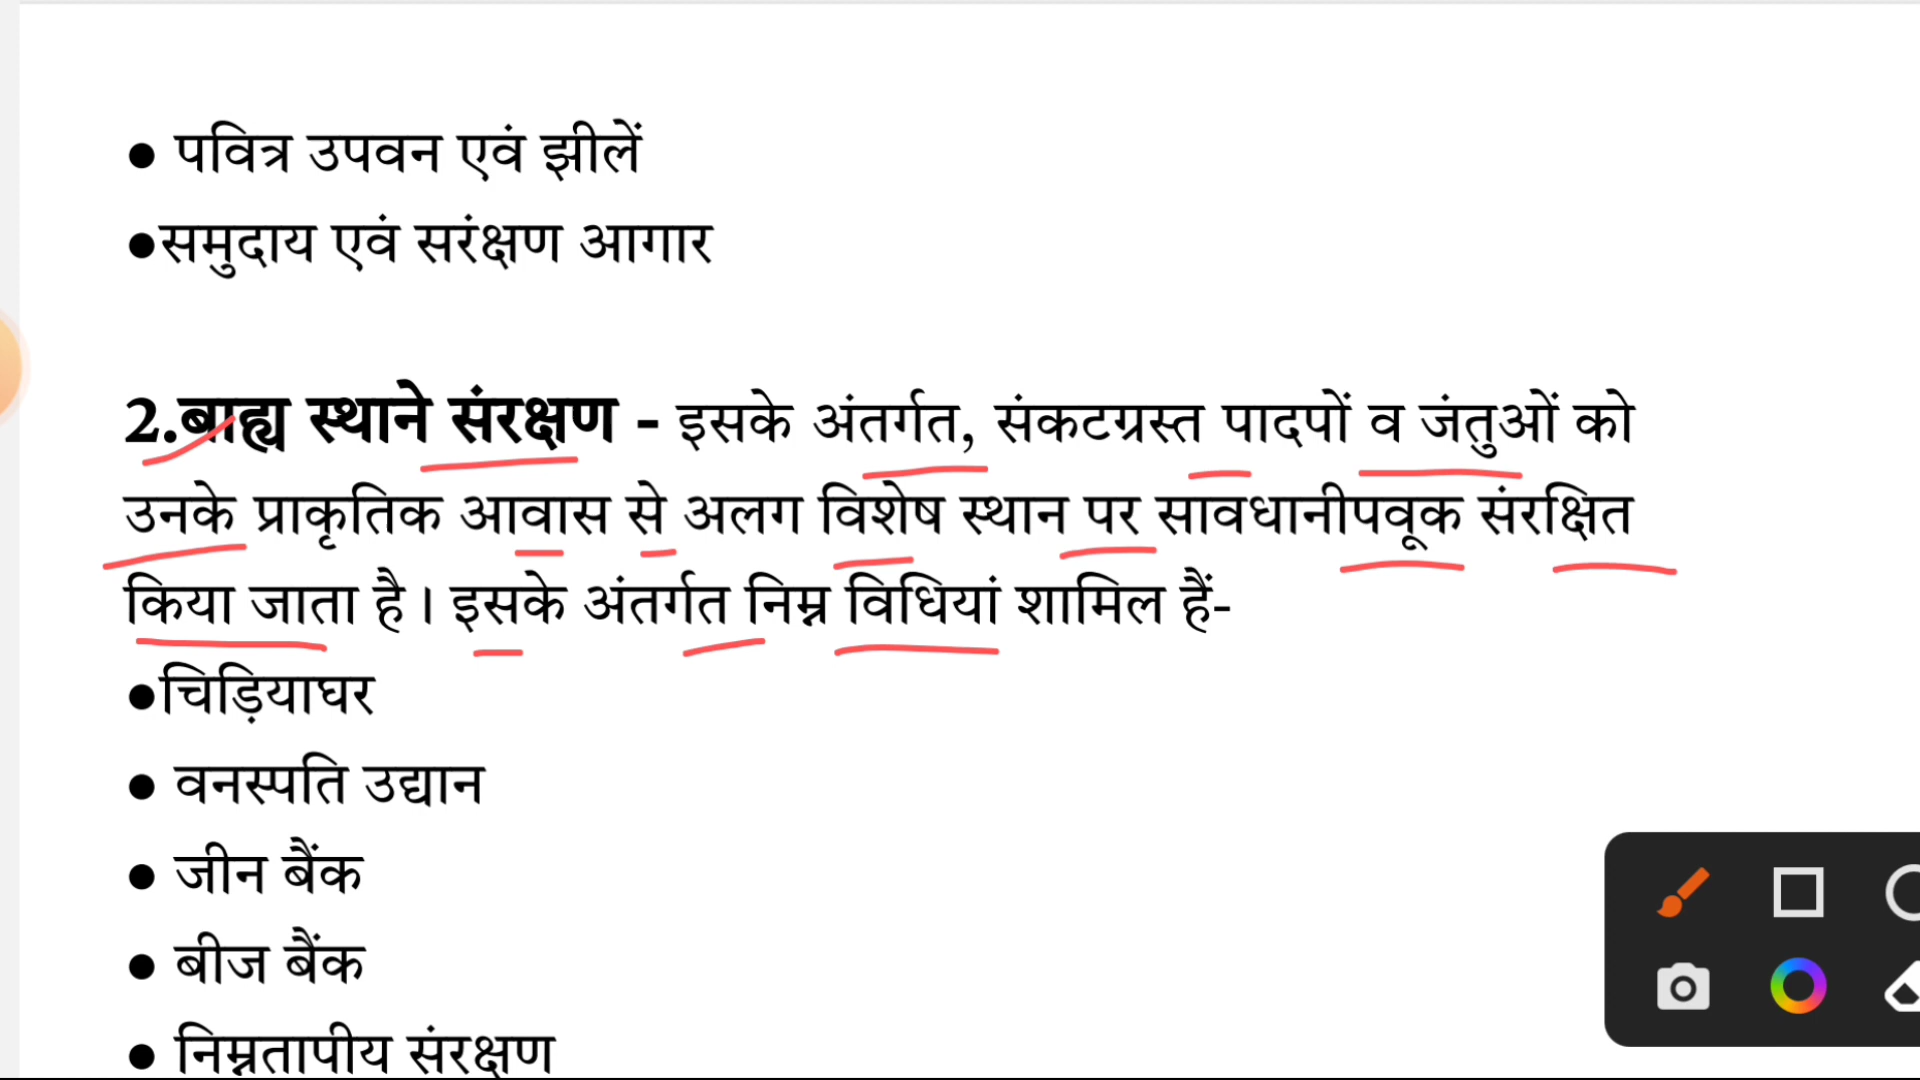 ● पवित्र उपवन एवं झीलें
●समुदाय एवं सरंक्षण आगार
2.बाह्य स्थाने संरक्षण - इसके अंतर्गत, संकटग्रस्त पादपों व जंतुओं को
उनके प्राकृतिक आवास से अलग विशेष स्थान पर सावधानीपवूक संरक्षित
किया जाता है। इसके अंतर्गत निम्न विधियां शामिल हैं-
●चिड़ियाघर
● वनस्पति उद्यान
● जीन बैंक
● बीज बैंक
● निम्नतापीय संरक्षण